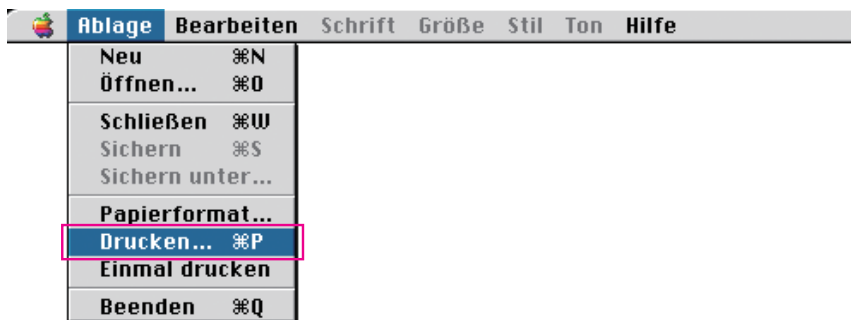 Ablage Bearbeiten Schrift Größe Stil Ton Hilfe
Neu ⌘N
Öffnen... ⌘O
Schließen ⌘W
Sichern ⌘S
Sichern unter...
Papierformat...
Drucken... ⌘P
Einmal drucken
Beenden ⌘Q